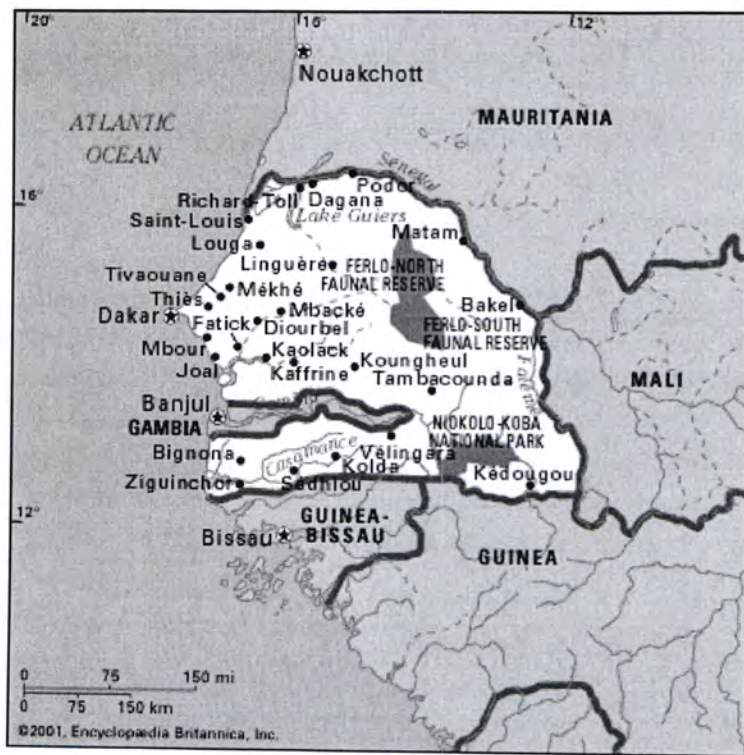 20°
16°
12°
Nouakchott
MAURITANIA
ATLANTIC
OCEAN
Senegal
Podor
16°
Richard-Toll
Dagana
Lake Guiers
Saint-Louis
Matam
Louga
Linguère
FERLO-NORTH
FAUNAL RESERVE
Tivaouane
Mékhé
Thiès
Mbacké
Bakel
Dakar
Fatick
Diourbel
FERLO-SOUTH
FAUNAL RESERVE
Mbour
Kaolack
Joal
Kaffrine
Koungheul
Tambacounda
Falémé
MALI
Banjul
Gambia
GAMBIA
NIOKOLO-KOBA
NATIONAL PARK
Bignona
Casamance
Vélingara
Kolda
Ziguinchor
Sédhiou
Kédougou
12°
Bissau
GUINEA-
BISSAU
GUINEA
0 75 150 mi
0 75 150 km
©2001, Encyclopædia Britannica, Inc.